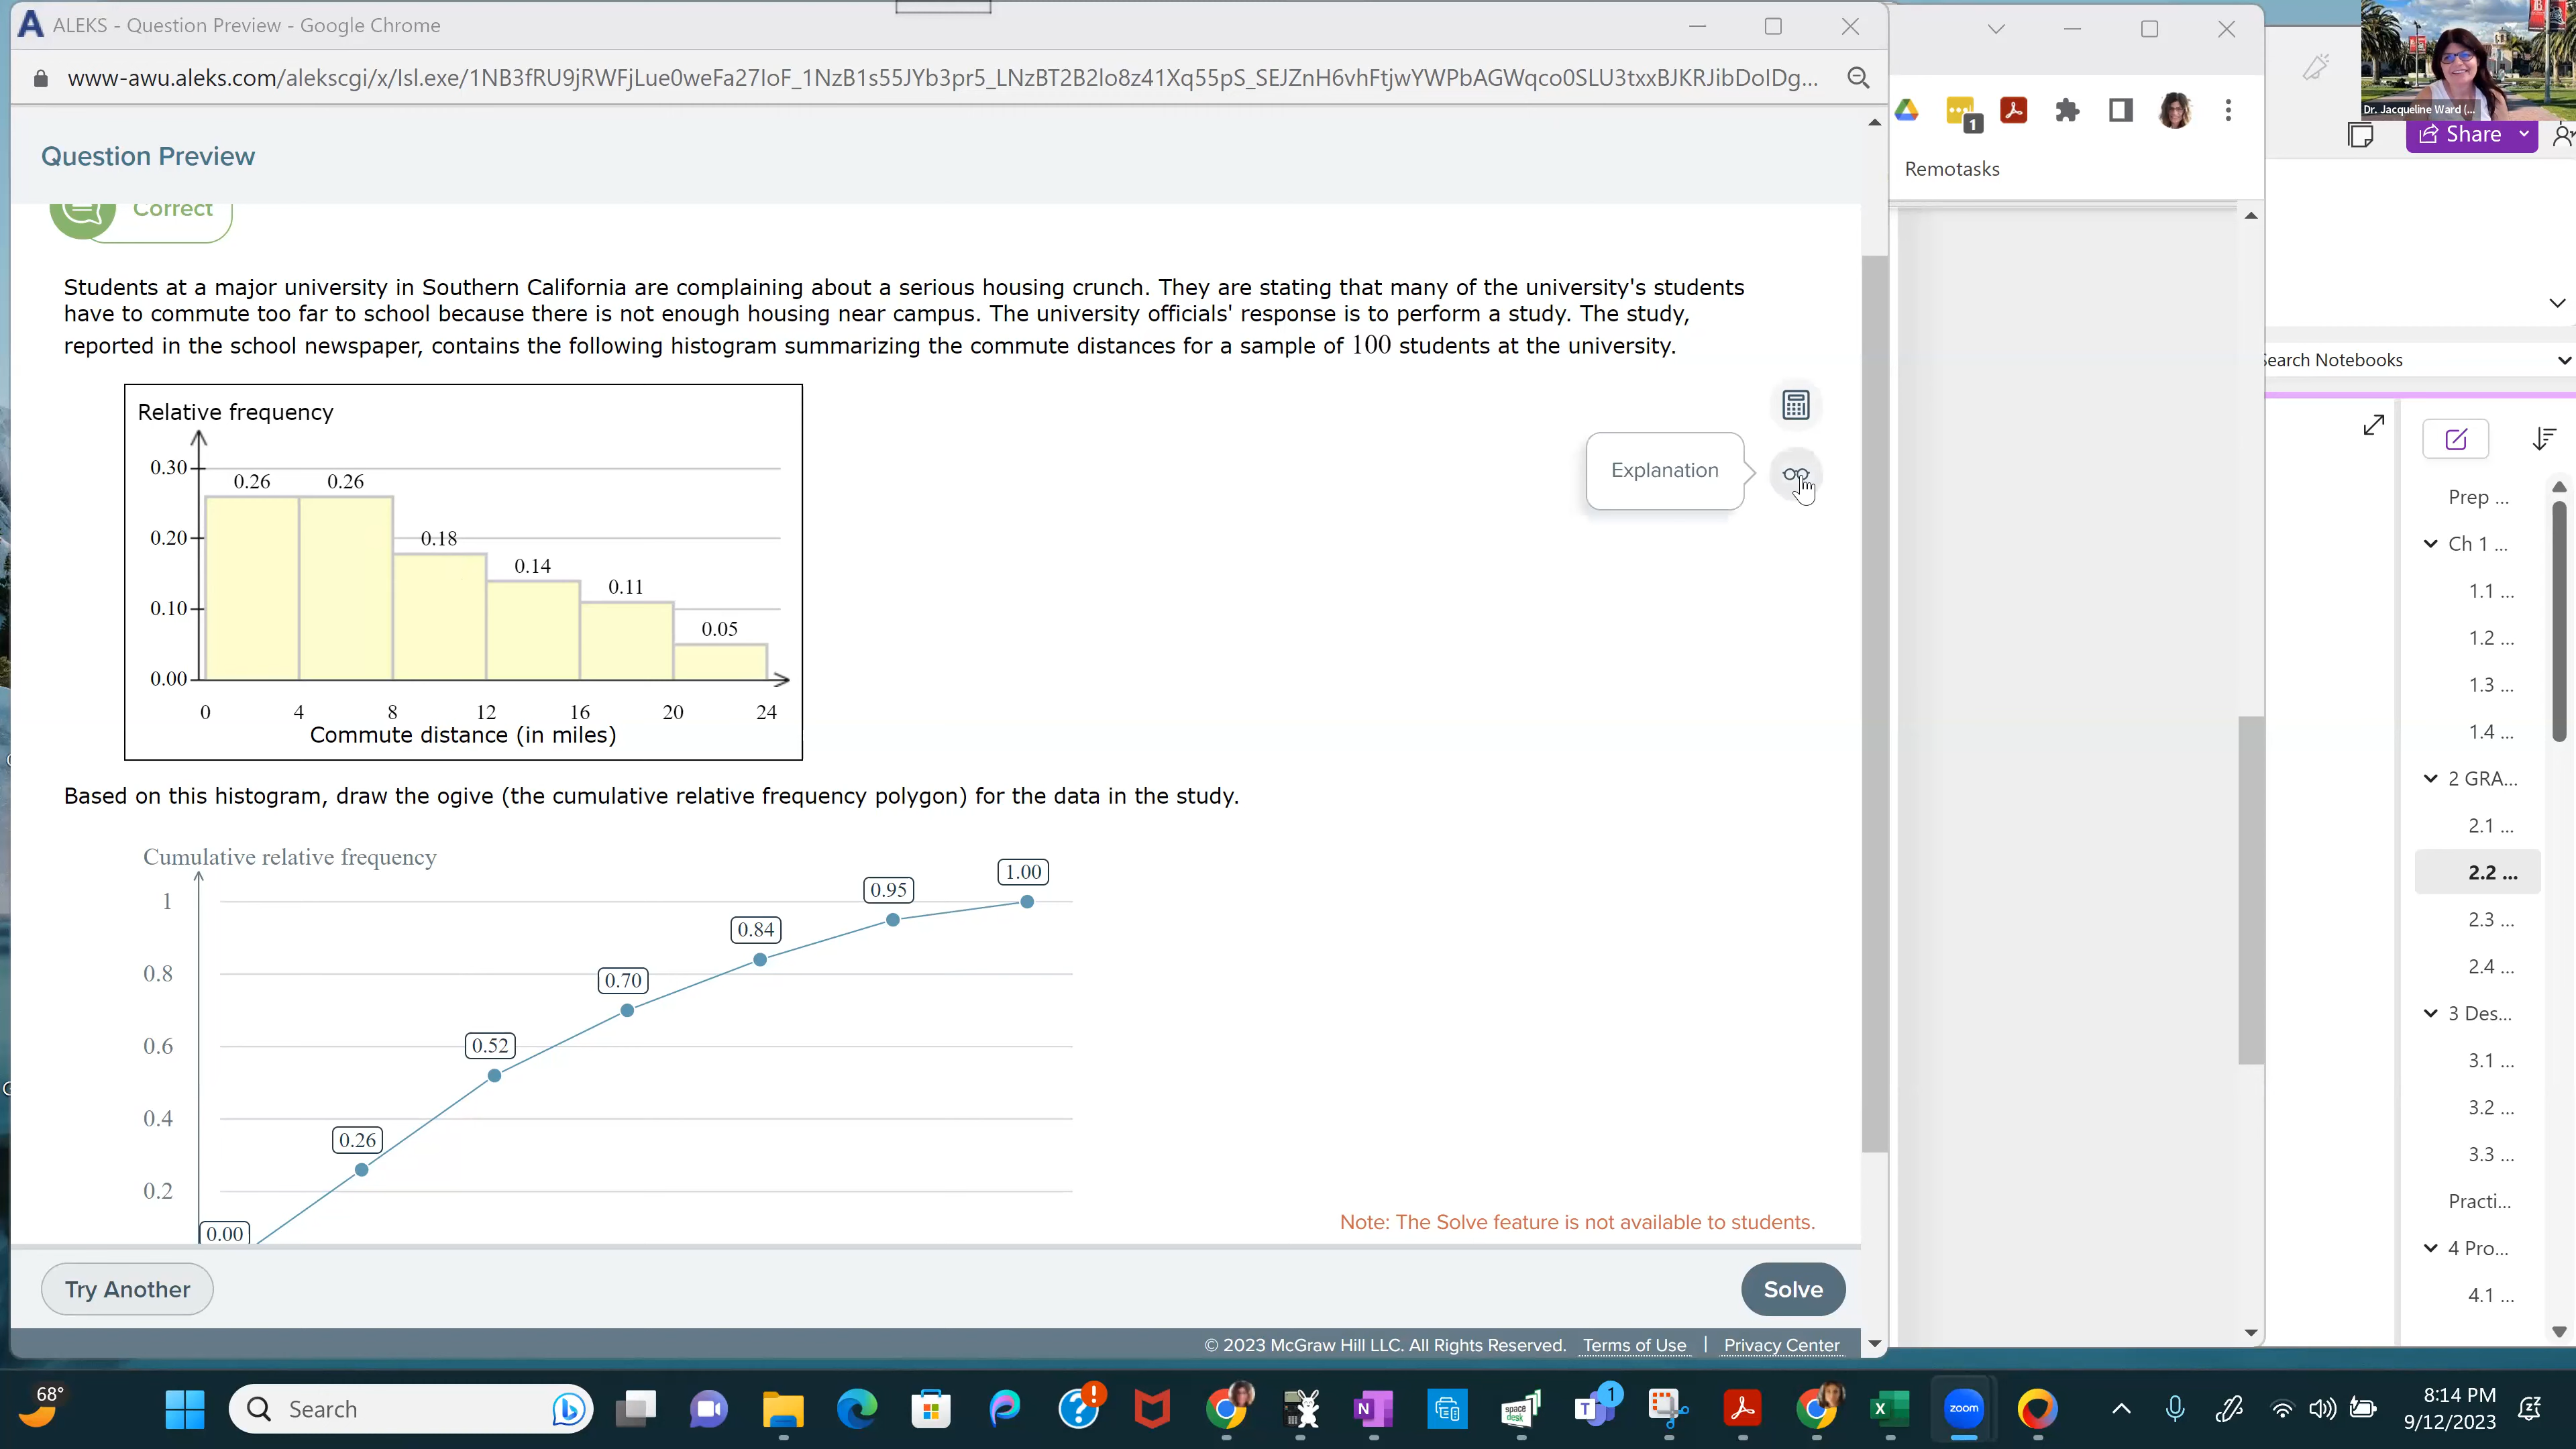 ALEKS - Question Preview - Google Chrome
www-awu.aleks.com/alekscgi/x/Isl.exe/1NB3fRU9jRWFjLue0weFa27IoF_1NzB1s55JYb3pr5_LNzBT2B2lo8z41Xq55pS_SEJZnH6vhFtjwYWPbAGWqco0SLU3txxBJKRJibDoIDg...
Question Preview
Correct
Students at a major university in Southern California are complaining about a serious housing crunch. They are stating that many of the university's students
have to commute too far to school because there is not enough housing near campus. The university officials' response is to perform a study. The study,
reported in the school newspaper, contains the following histogram summarizing the commute distances for a sample of 100 students at the university.
Relative frequency
0.30
0.26 0.26
0.20
0.18
0.14
0.11
0.10
0.05
0.00
0 4 8 12 16 20 24
Commute distance (in miles)
Explanation
Based on this histogram, draw the ogive (the cumulative relative frequency polygon) for the data in the study.
Cumulative relative frequency
1.00
1
0.95
0.84
0.8
0.70
0.6
0.52
0.4
0.26
0.2
0.00
Note: The Solve feature is not available to students.
Try Another
Solve
© 2023 McGraw Hill LLC. All Rights Reserved. Terms of Use | Privacy Center
1
Remotasks
Dr. Jacqueline Ward (...
Share
Search Notebooks
Prep ...
Ch 1 ...
1.1 ...
1.2 ...
1.3 ...
1.4 ...
2 GRA...
2.1 ...
2.2 ...
2.3 ...
2.4 ...
3 Des...
3.1 ...
3.2 ...
3.3 ...
Practi...
4 Pro...
4.1 ...
68°
Search
space
desk
1
zoom
8:14 PM
9/12/2023